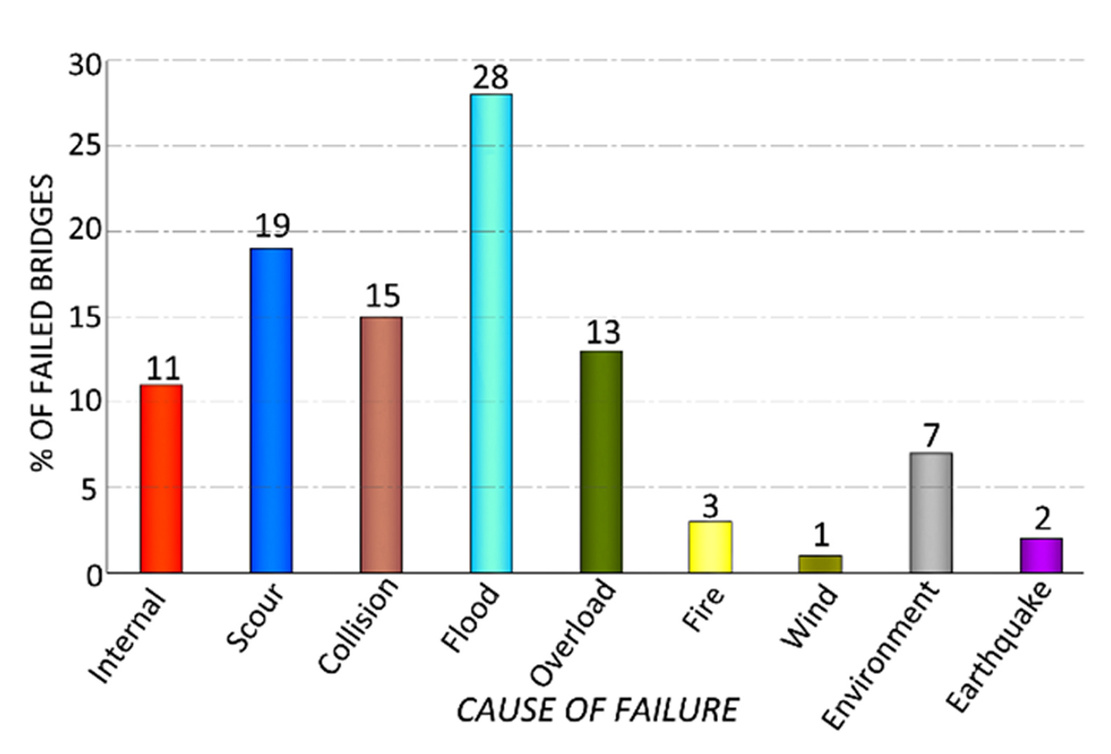 % OF FAILED BRIDGES
30
25
20
15
10
5
0
11
19
15
28
13
3
1
7
2
Internal
Scour
Collision
Flood
Overload
Fire
Wind
Environment
Earthquake
CAUSE OF FAILURE